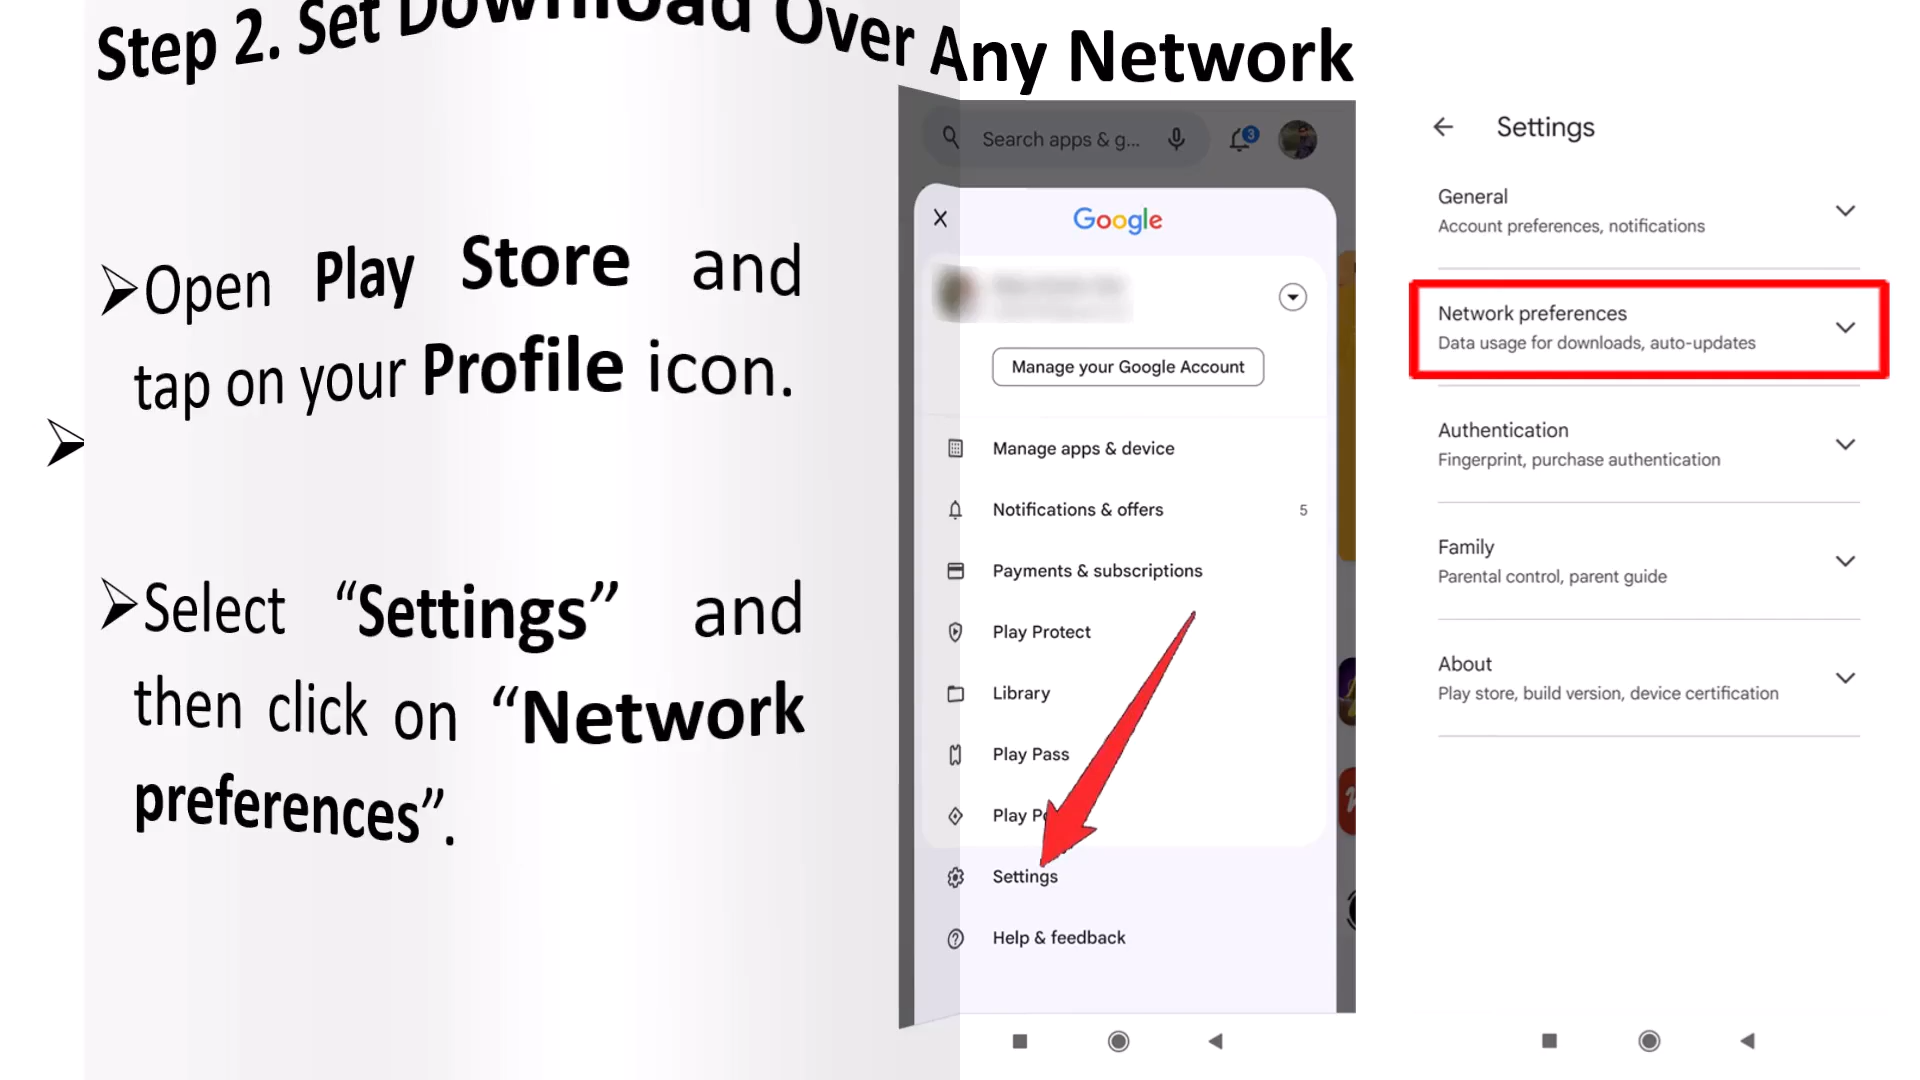 Step 2. Set Download Over Any Network
➢Open Play Store and
tap on your Profile icon.
➢
➢Select “Settings” and
then click on “Network
preferences”.
Search apps & g...
3
Google
Manage your Google Account
Manage apps & device
Notifications & offers 5
Payments & subscriptions
Play Protect
Library
Play Pass
Play
Settings
Help & feedback
Settings
General
Account preferences, notifications
Network preferences
Data usage for downloads, auto-updates
Authentication
Fingerprint, purchase authentication
Family
Parental control, parent guide
About
Play store, build version, device certification